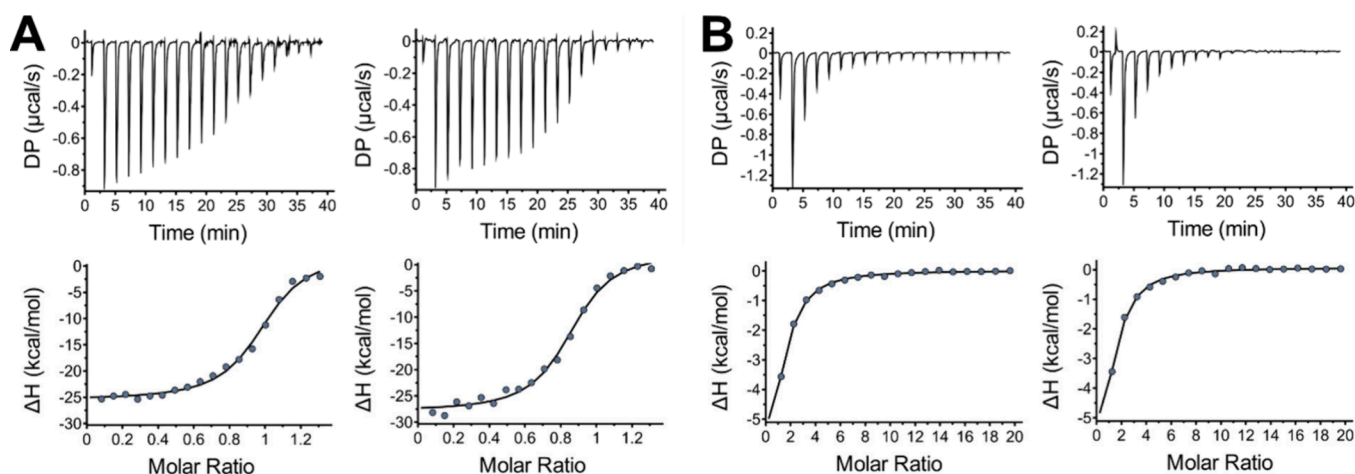 A
0
-0.2
-0.4
-0.6
-0.8
DP (µcal/s)
0 5 10 15 20 25 30 35 40
Time (min)
0
-0.2
-0.4
-0.6
-0.8
DP (µcal/s)
0 5 10 15 20 25 30 35 40
Time (min)
B
0.2
0
-0.2
-0.4
-0.6
-0.8
-1
-1.2
DP (µcal/s)
0 5 10 15 20 25 30 35 40
Time (min)
0.2
0
-0.2
-0.4
-0.6
-0.8
-1
-1.2
DP (µcal/s)
0 5 10 15 20 25 30 35 40
Time (min)
0
-5
-10
-15
-20
-25
-30
ΔH (kcal/mol)
0 0.2 0.4 0.6 0.8 1 1.2
Molar Ratio
0
-5
-10
-15
-20
-25
-30
ΔH (kcal/mol)
0 0.2 0.4 0.6 0.8 1 1.2
Molar Ratio
0
-1
-2
-3
-4
-5
ΔH (kcal/mol)
0 2 4 6 8 10 12 14 16 18 20
Molar Ratio
0
-1
-2
-3
-4
-5
ΔH (kcal/mol)
0 2 4 6 8 10 12 14 16 18 20
Molar Ratio